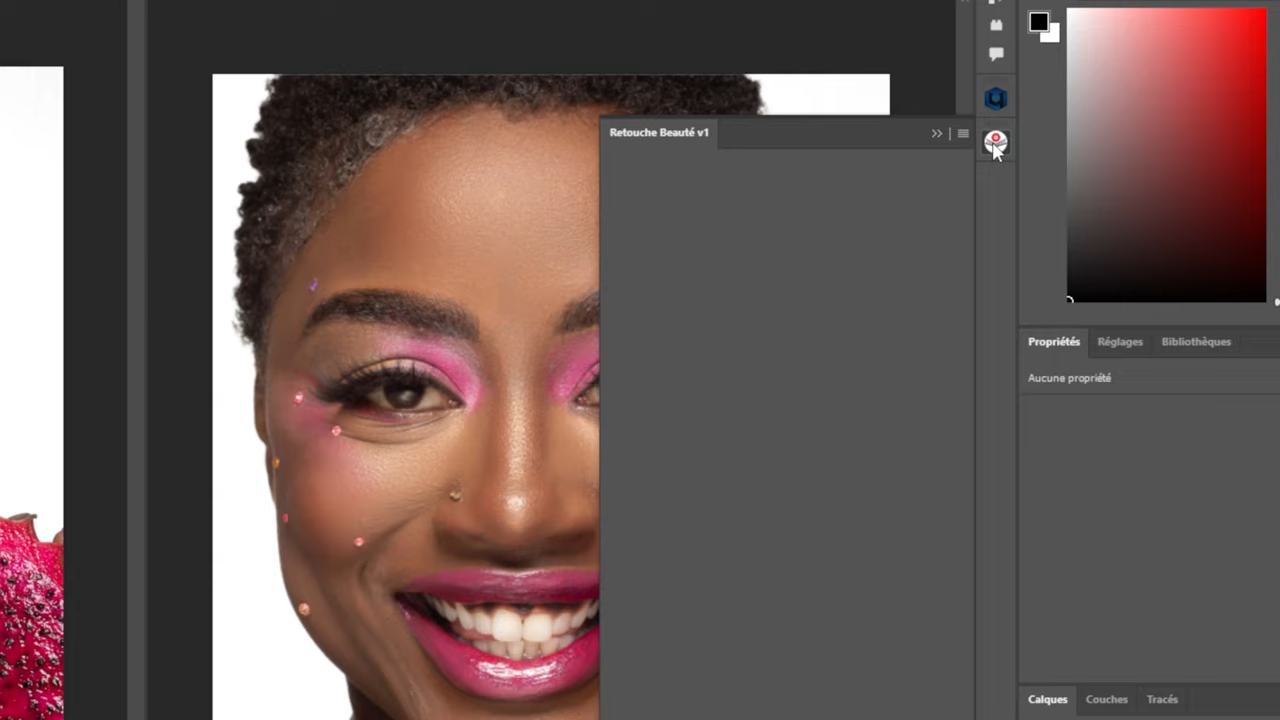 Retouche Beauté v1
Propriétés Réglages Bibliothèques
Aucune propriété
Calques Couches Tracés